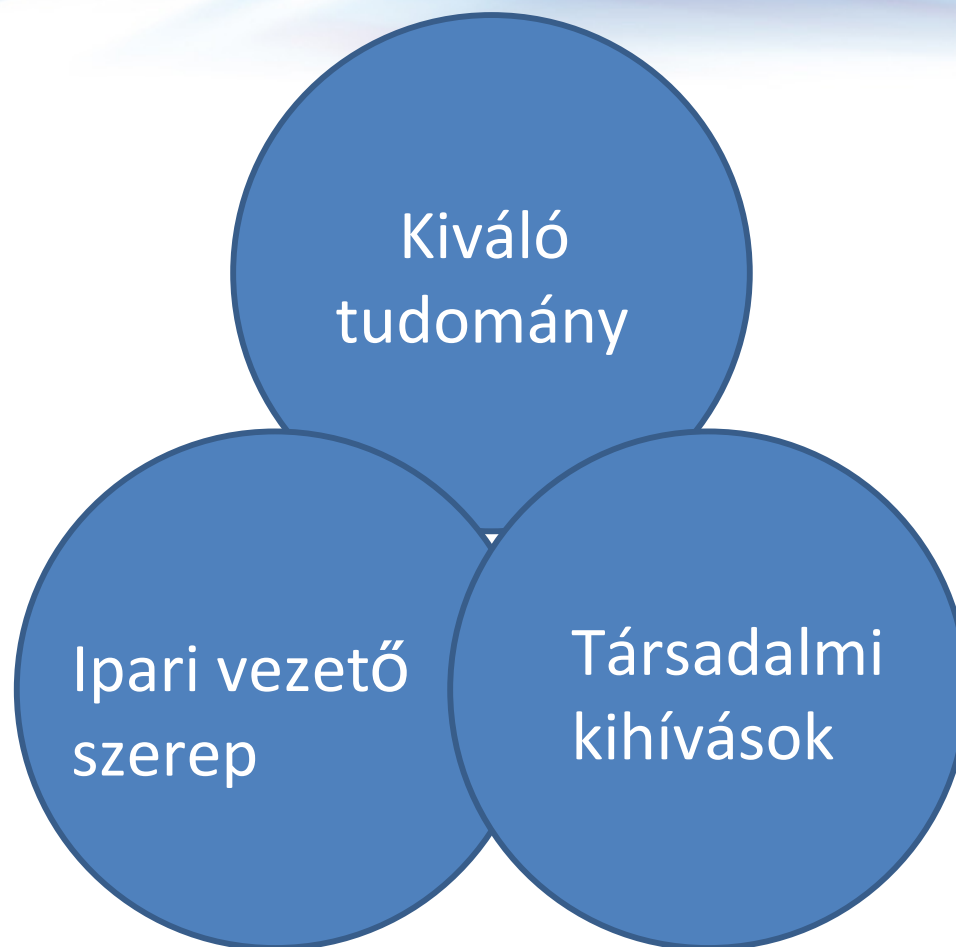 Kiváló
tudomány
Ipari vezető
szerep
Társadalmi
kihívások